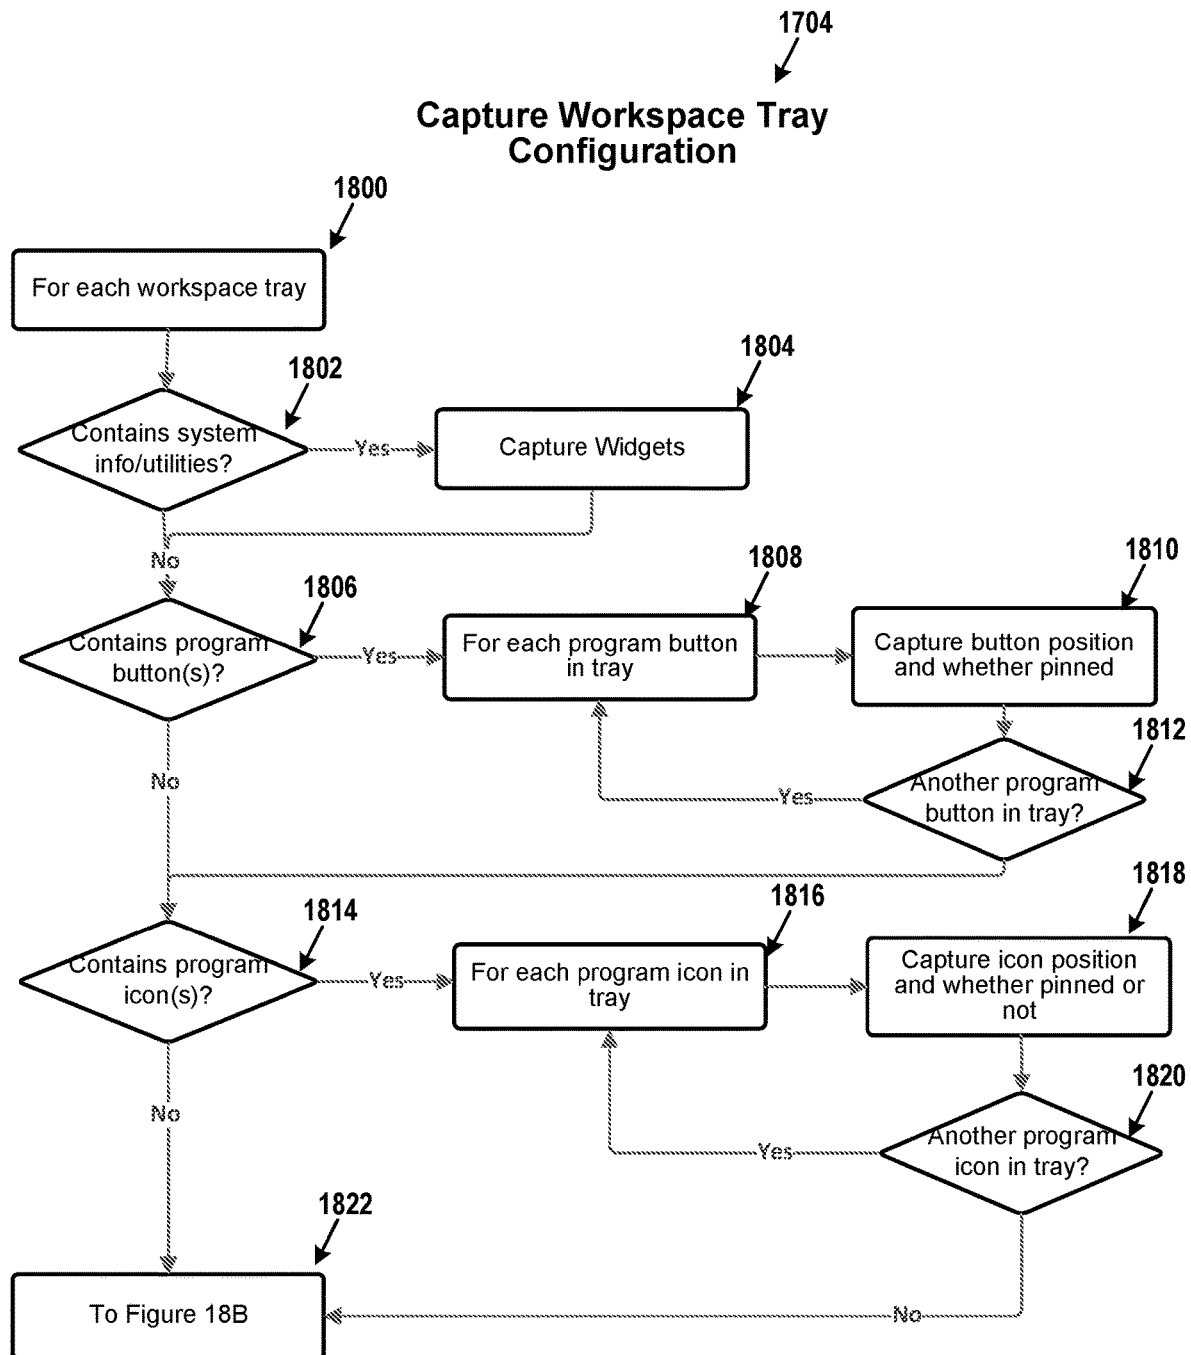 1704
Capture Workspace Tray
Configuration
1800
For each workspace tray
1802
Contains system
info/utilities?
Yes
1804
Capture Widgets
No
1806
Contains program
button(s)?
Yes
1808
For each program button
in tray
1810
Capture button position
and whether pinned
1812
Another program
button in tray?
Yes
No
1814
Contains program
icon(s)?
Yes
1816
For each program icon in
tray
1818
Capture icon position
and whether pinned or
not
1820
Another program
icon in tray?
Yes
No
No
1822
To Figure 18B